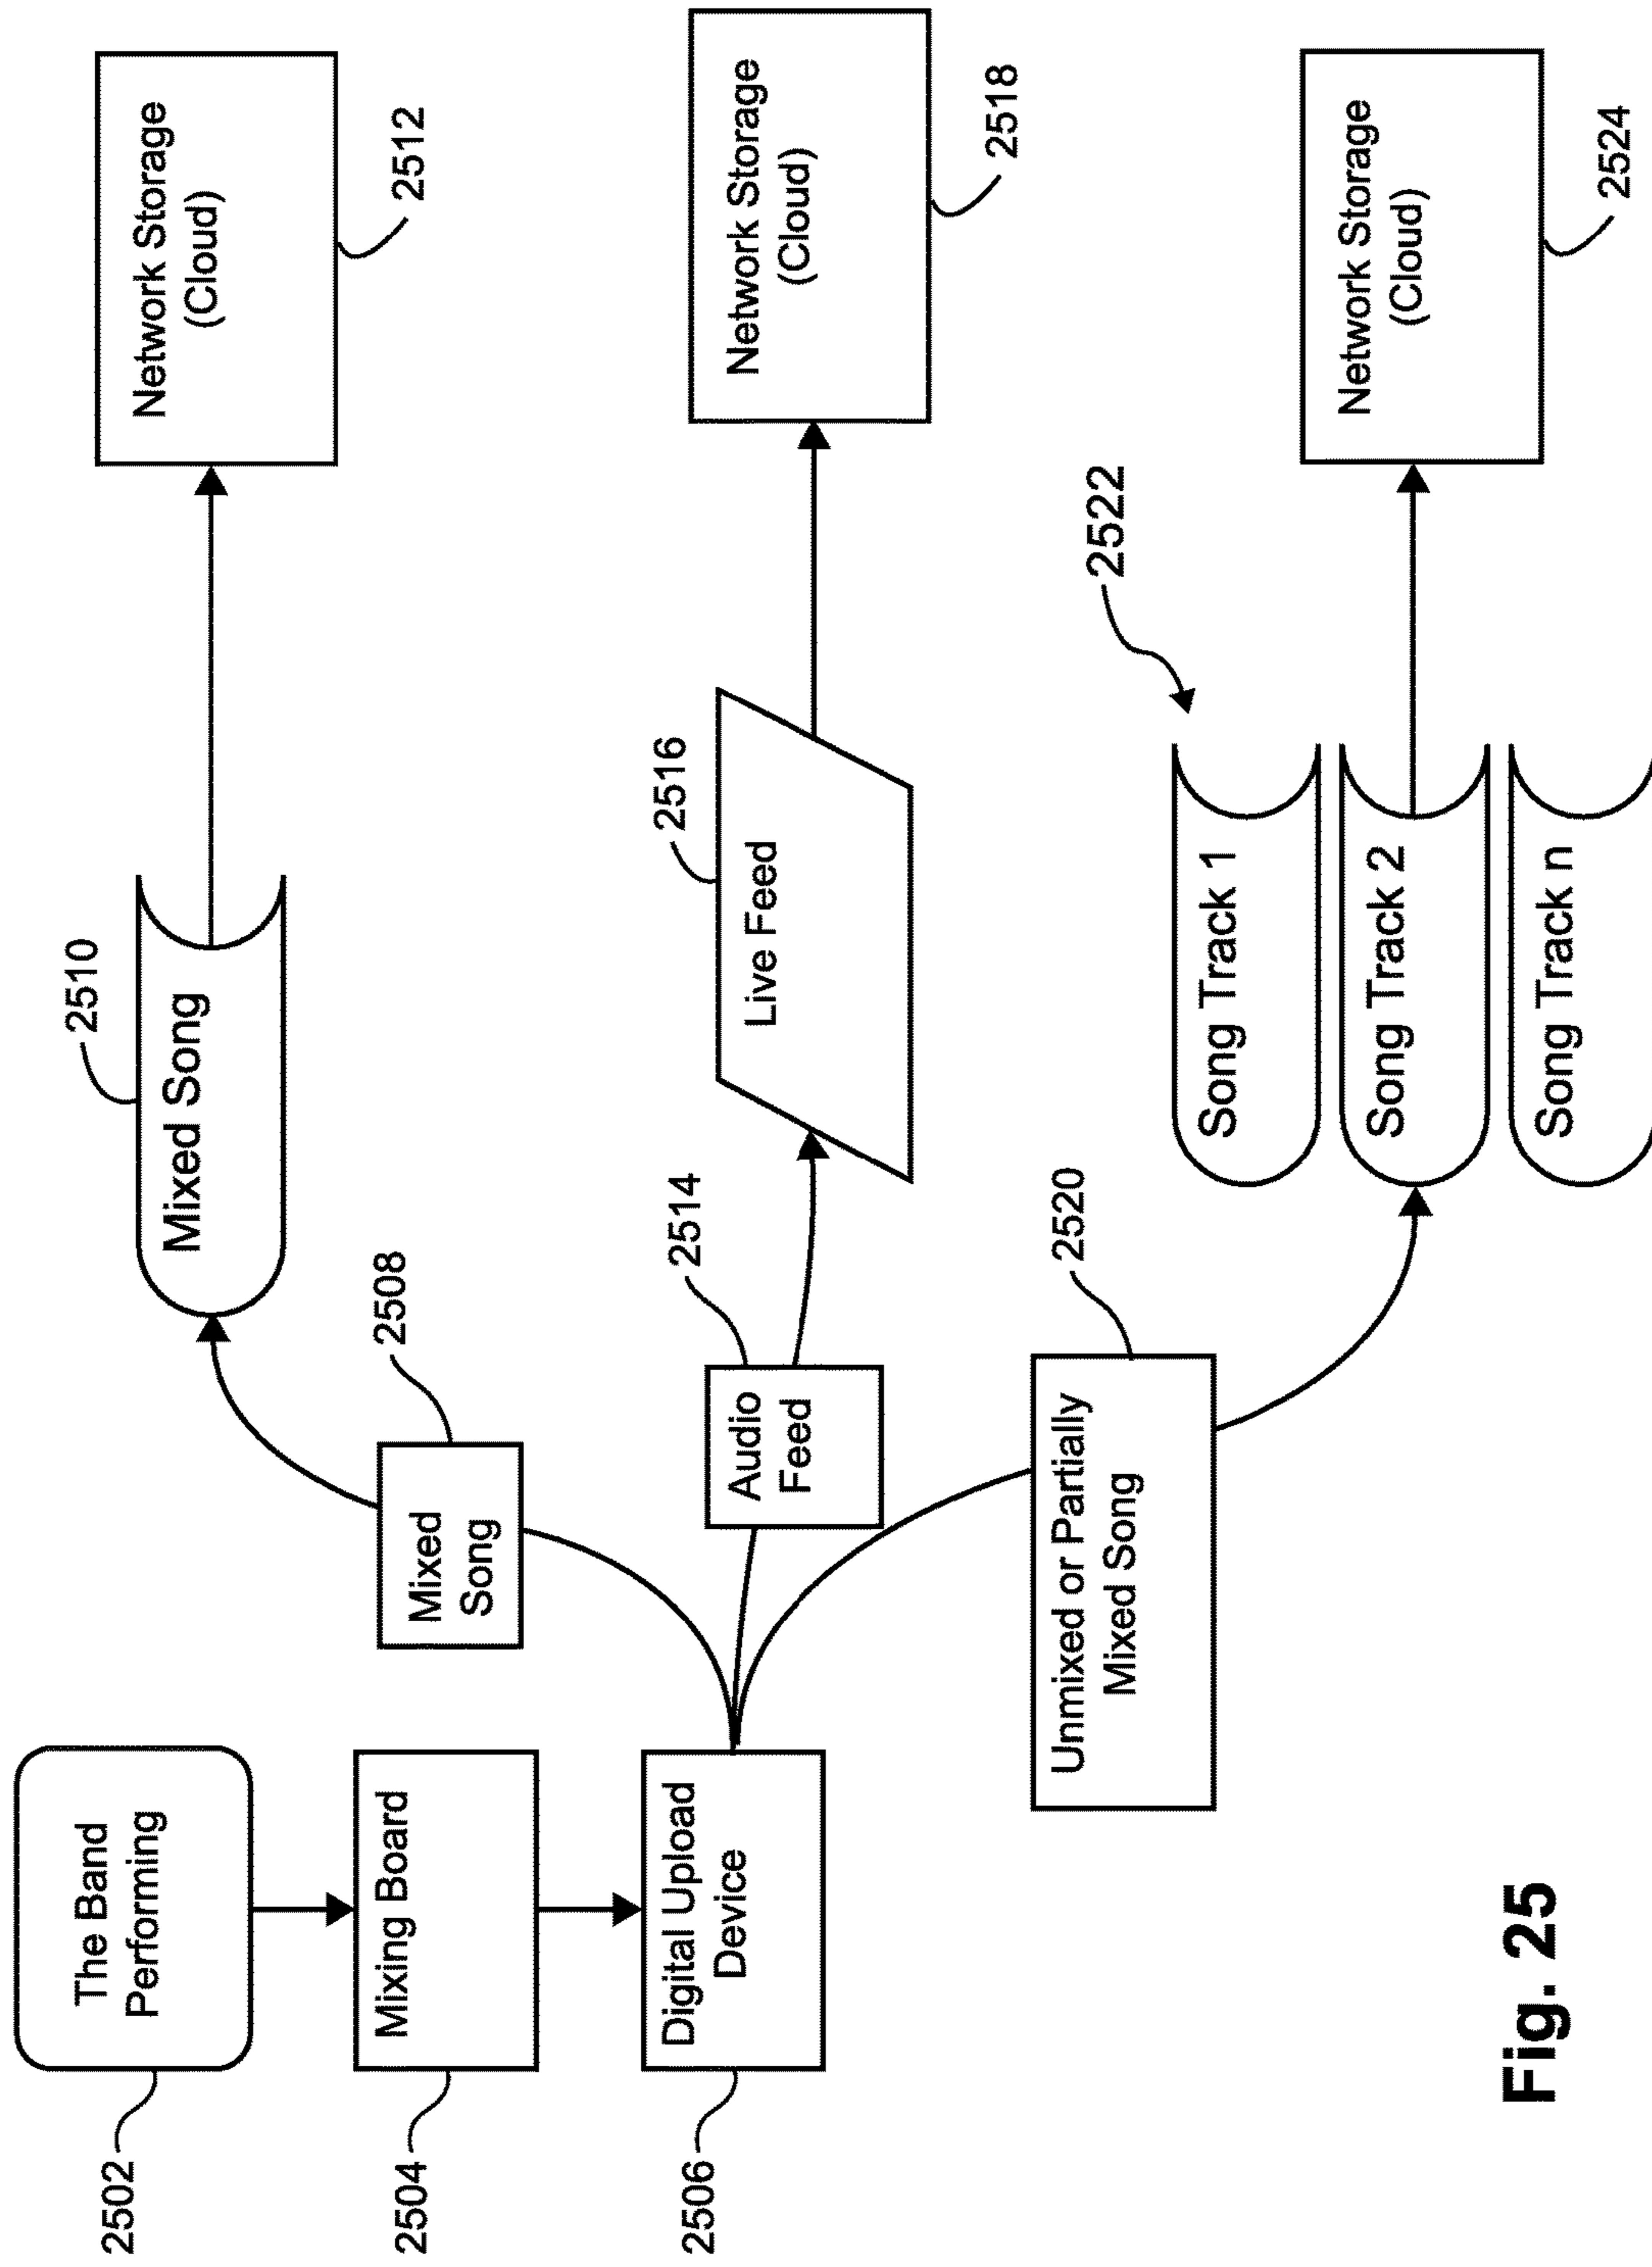 2502
The Band
Performing
2504
Mixing Board
2506
Digital Upload
Device
2508
Mixed
Song
2510
Mixed Song
Network Storage
(Cloud)
2512
2514
Audio
Feed
2516
Live Feed
Network Storage
(Cloud)
2518
2520
Unmixed or Partially
Mixed Song
2522
Song Track 1
Song Track 2
Song Track n
Network Storage
(Cloud)
2524
Fig. 25